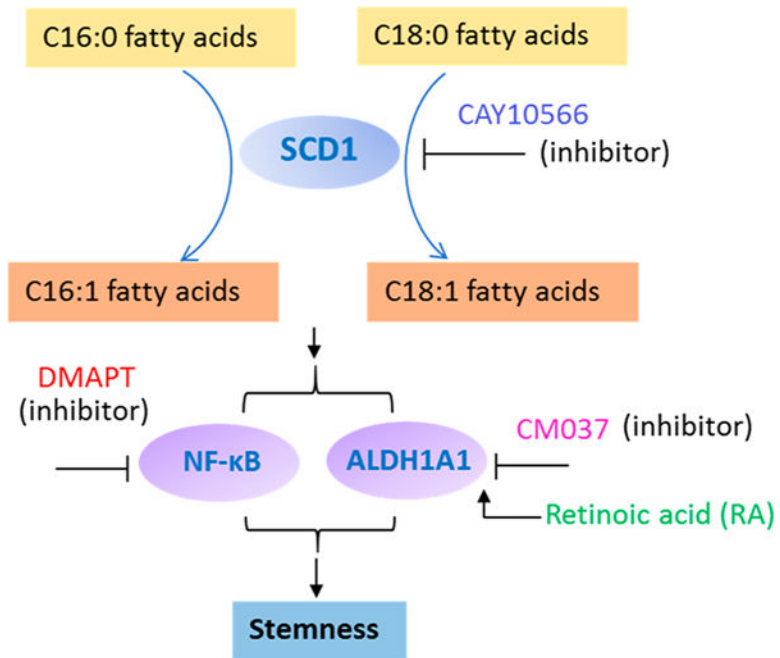 C16:0 fatty acids
C18:0 fatty acids
CAY10566
SCD1
(inhibitor)
C16:1 fatty acids
C18:1 fatty acids
DMAPT
(inhibitor)
CM037 (inhibitor)
NF-κB
ALDH1A1
Retinoic acid (RA)
Stemness